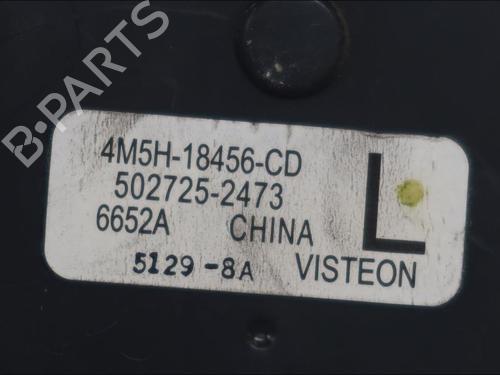 B-PARTS
4M5H-18456-CD
502725-2473
6652A CHINA
L
5129-8A VISTEON